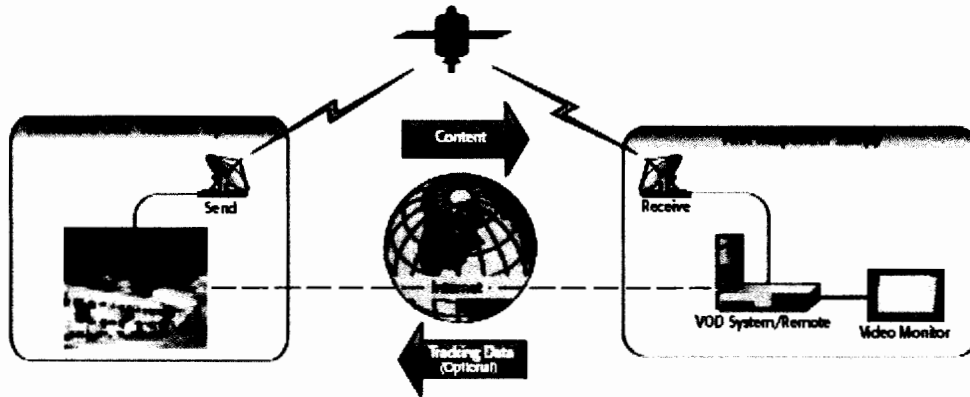 Content
Send
Receive
Internet
VOD System/Remote
Video Monitor
Tracking Data
(Optional)